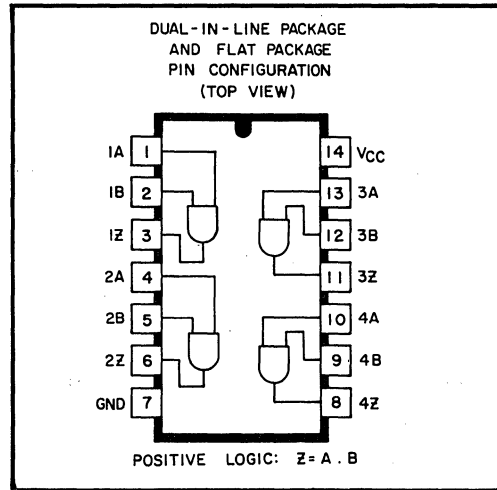 DUAL-IN-LINE PACKAGE
AND FLAT PACKAGE
PIN CONFIGURATION
(TOP VIEW)
1A 1 14 VCC
1B 2 13 3A
1Z 3 12 3B
2A 4 11 3Z
2B 5 10 4A
2Z 6 9 4B
GND 7 8 4Z
POSITIVE LOGIC: Z=A.B